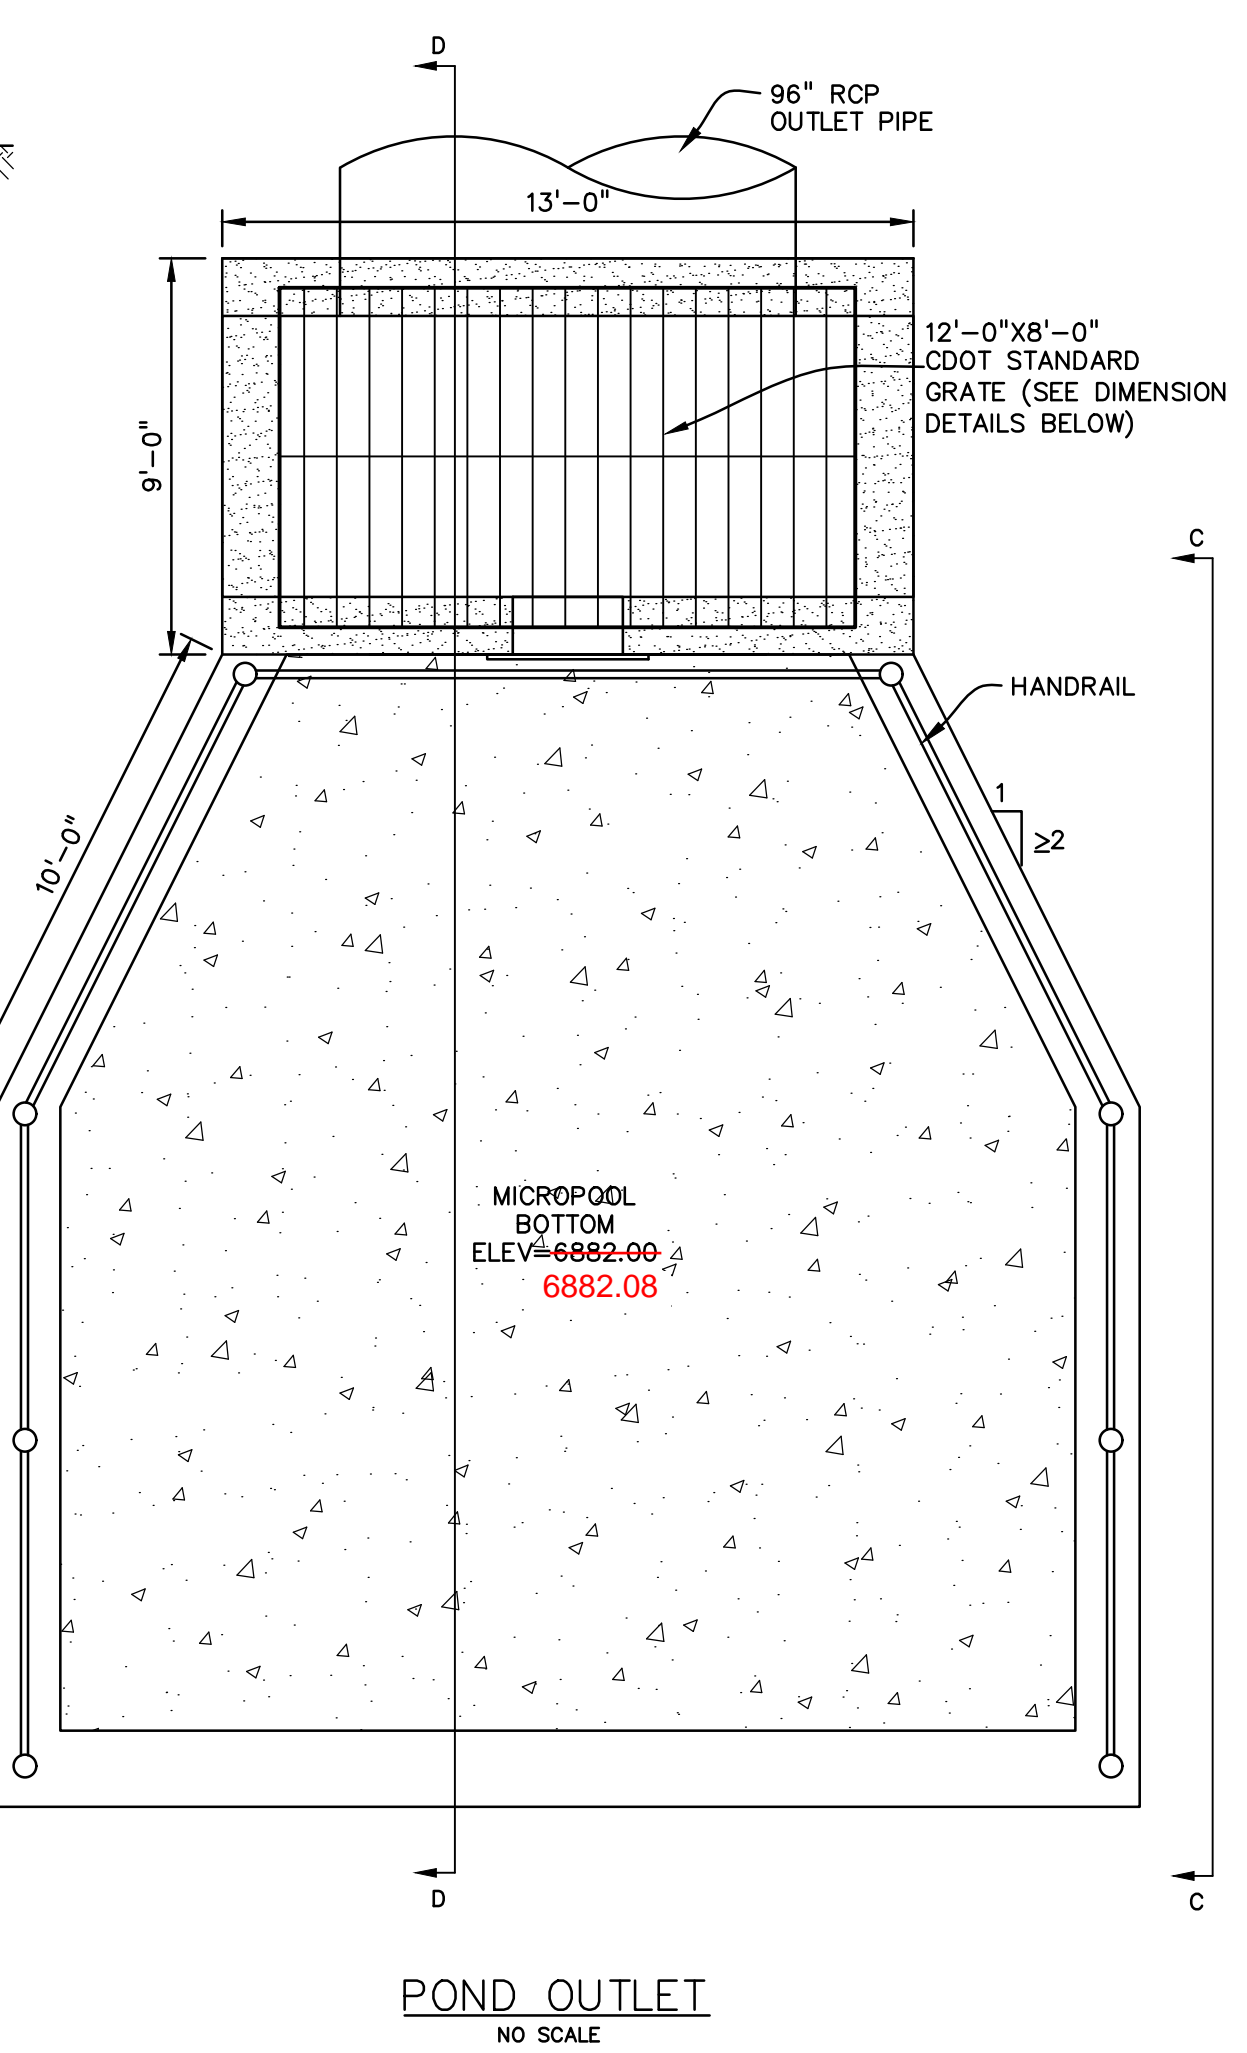 D
96" RCP
OUTLET PIPE
13'-0"
9'-0"
12'-0"X8'-0"
CDOT STANDARD
GRATE (SEE DIMENSION
DETAILS BELOW)
C
HANDRAIL
1
≥2
10'-0"
MICROPOOL
BOTTOM
ELEV=6882.00
6882.08
D
C
POND OUTLET
NO SCALE